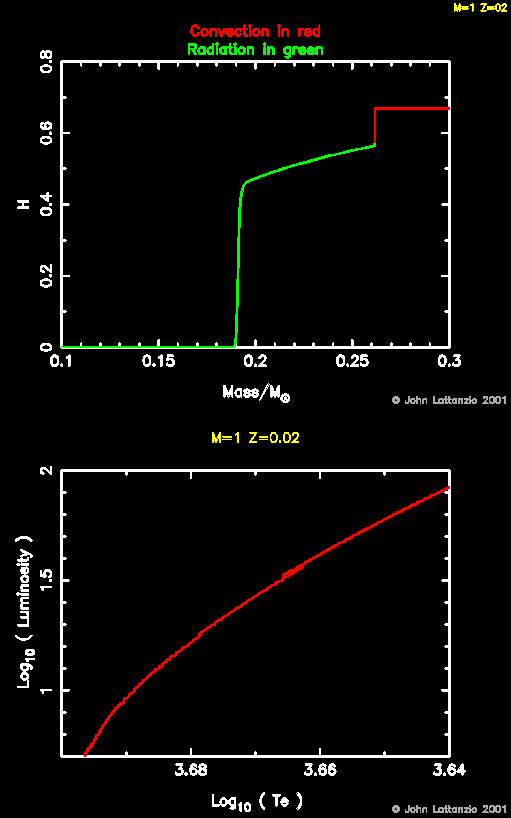 M=1 Z=02
Convection in red
Radiation in green
0.8
0.6
0.4
0.2
0
H
0.1 0.15 0.2 0.25 0.3
Mass/M⊙
© John Lattanzio 2001
M=1 Z=0.02
2
1.5
1
Log10 ( Luminosity )
3.68 3.66 3.64
Log10 ( Te )
© John Lattanzio 2001